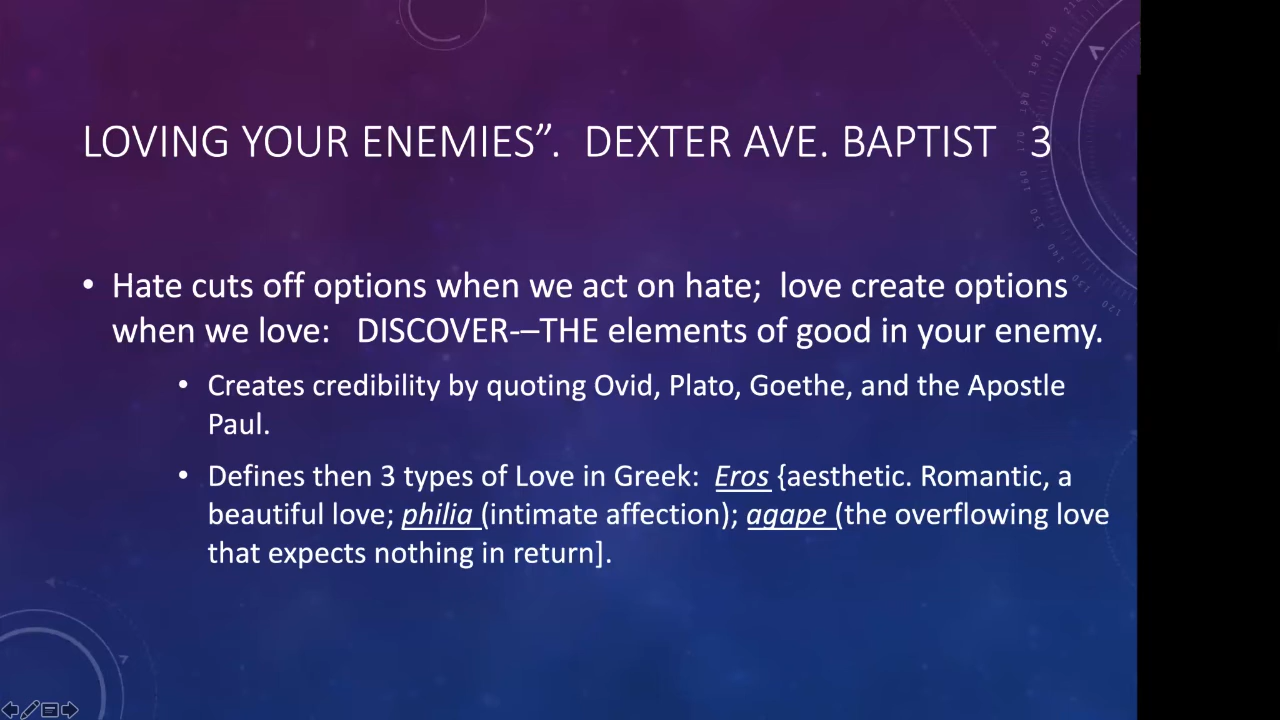 LOVING YOUR ENEMIES”. DEXTER AVE. BAPTIST 3
• Hate cuts off options when we act on hate; love create options
when we love: DISCOVER-–THE elements of good in your enemy.
• Creates credibility by quoting Ovid, Plato, Goethe, and the Apostle
Paul.
• Defines then 3 types of Love in Greek: Eros {aesthetic. Romantic, a
beautiful love; philia (intimate affection); agape (the overflowing love
that expects nothing in return].